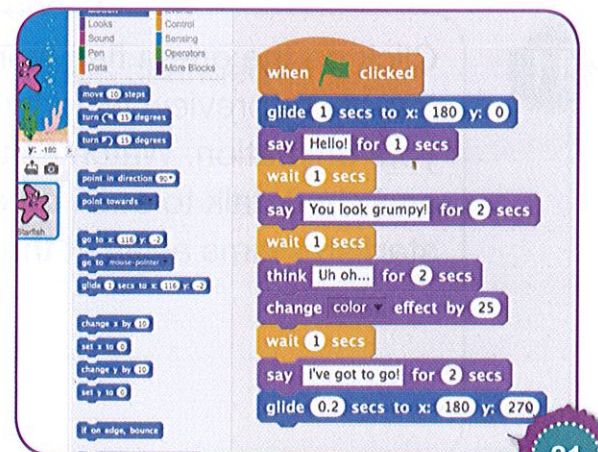 Motion
Looks
Sound
Pen
Data
Events
Control
Sensing
Operators
More Blocks
move 10 steps
turn 15 degrees
turn 15 degrees
point in direction 90
point towards
go to x: 116 y: -2
go to mouse-pointer
glide 1 secs to x: 116 y: -2
change x by 10
set x to 0
change y by 10
set y to 0
if on edge, bounce
y: -180
Starfish
when clicked
glide 1 secs to x: 180 y: 0
say Hello! for 1 secs
wait 1 secs
say You look grumpy! for 2 secs
wait 1 secs
think Uh oh... for 2 secs
change color effect by 25
wait 1 secs
say I've got to go! for 2 secs
glide 0.2 secs to x: 180 y: 270